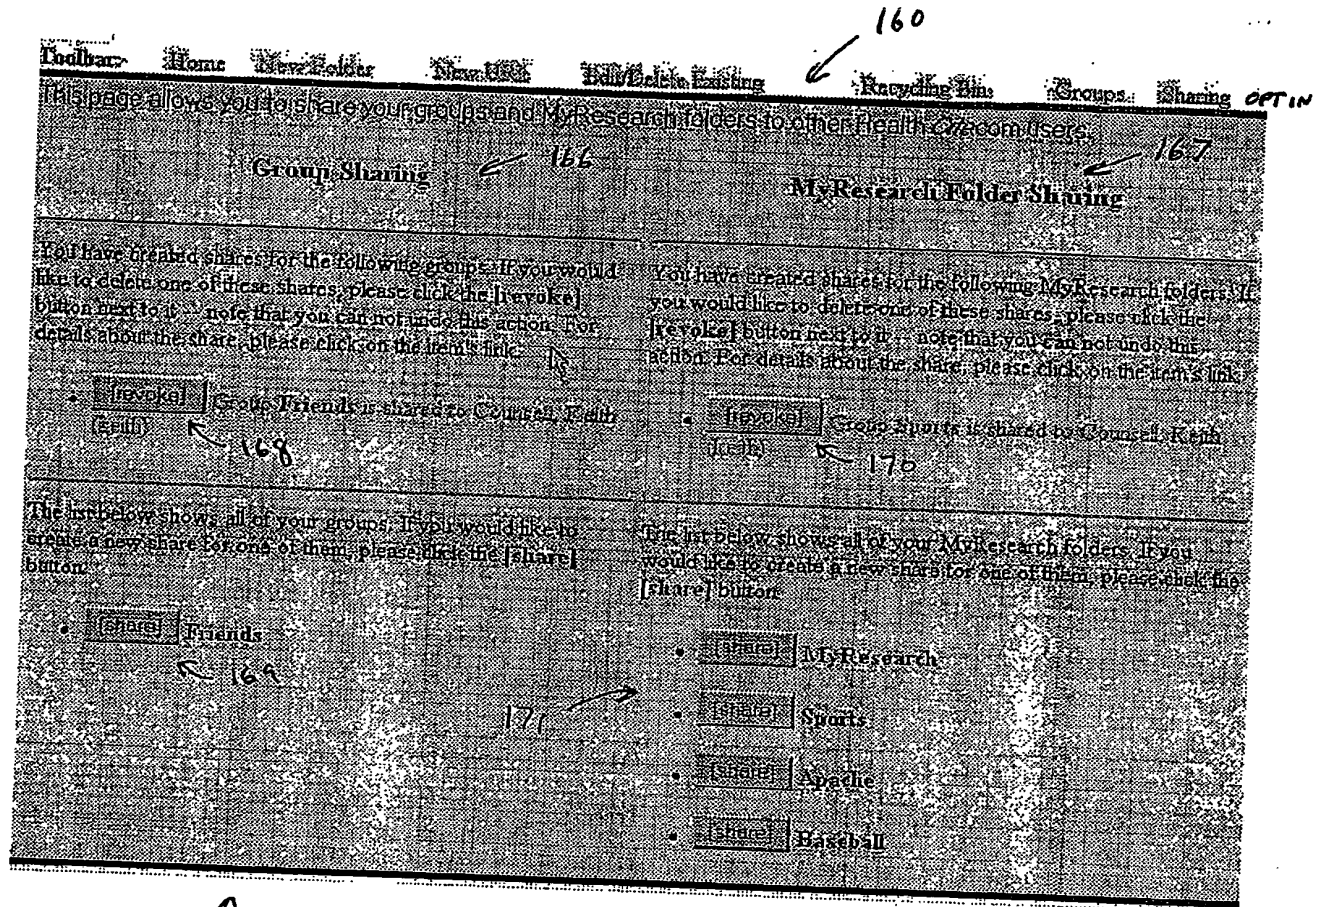 160
Toolbar: Home New Folder New Edit/Delete Existing Recycling Bin Groups Sharing OPT IN
This page allows you to share your groups and MyResearch folders to other Health com users.
Group Sharing
166
MyResearch Folder Sharing
167
You have created shares for the following groups. If you would
like to delete one of these shares, please click the [revoke]
button next to it -- note that you can not undo this action. For
details about the share, please click on the item's link.
[revoke] Group Friends is shared to Counsell, Keith
(keith)
168
You have created shares for the following MyResearch folders. If
you would like to delete one of these shares, please click the
[revoke] button next to it -- note that you can not undo this
action. For details about the share, please click on the item's link.
[revoke] Group Sports is shared to Counsell, Keith
(keith)
170
The list below shows all of your groups. If you would like to
create a new share for one of them, please click the [share]
button.
[share] Friends
169
The list below shows all of your MyResearch folders. If you
would like to create a new share for one of them, please click the
[share] button.
171
[share] MyResearch
[share] Sports
[share] Apache
[share] Baseball